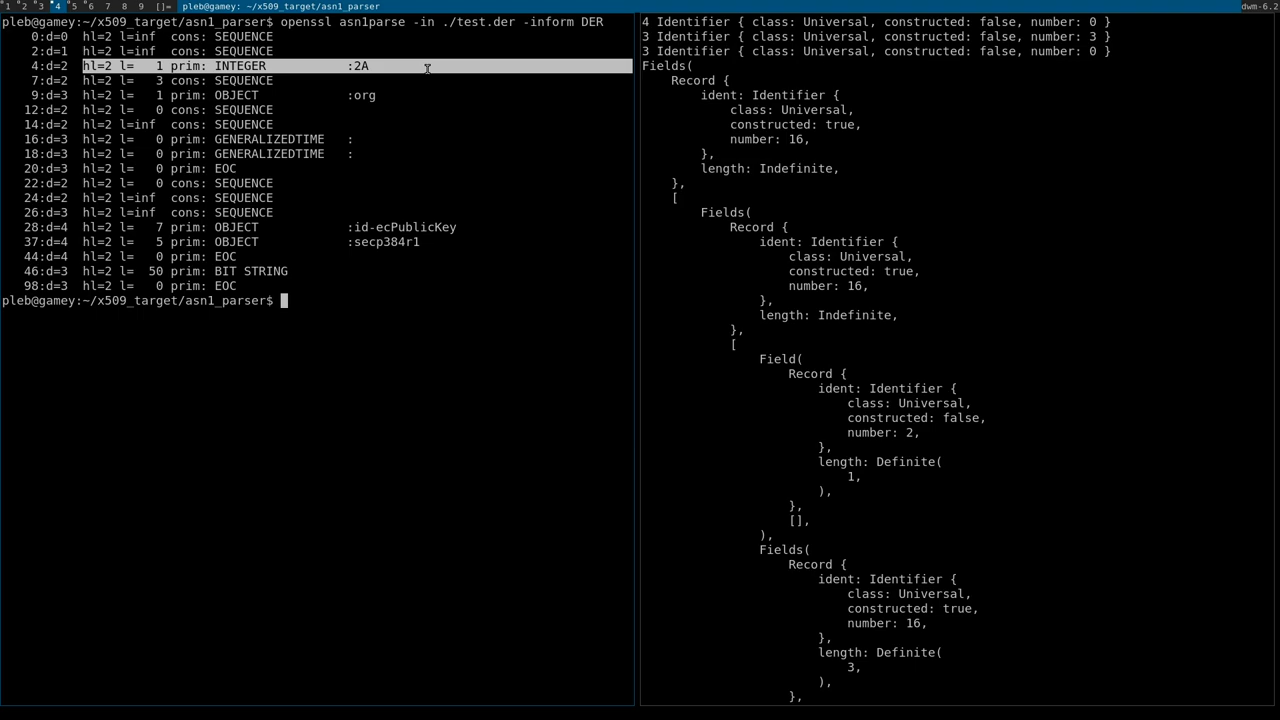 1 2 3 4 5 6 7 8 9 []= pleb@gamey: ~/x509_target/asn1_parser dwm-6.2
pleb@gamey:~/x509_target/asn1_parser$ openssl asn1parse -in ./test.der -inform DER
0:d=0 hl=2 l=inf cons: SEQUENCE
2:d=1 hl=2 l=inf cons: SEQUENCE
4:d=2 hl=2 l= 1 prim: INTEGER :2A
7:d=2 hl=2 l= 3 cons: SEQUENCE
9:d=3 hl=2 l= 1 prim: OBJECT :org
12:d=2 hl=2 l= 0 cons: SEQUENCE
14:d=2 hl=2 l=inf cons: SEQUENCE
16:d=3 hl=2 l= 0 prim: GENERALIZEDTIME :
18:d=3 hl=2 l= 0 prim: GENERALIZEDTIME :
20:d=3 hl=2 l= 0 prim: EOC
22:d=2 hl=2 l= 0 cons: SEQUENCE
24:d=2 hl=2 l=inf cons: SEQUENCE
26:d=3 hl=2 l=inf cons: SEQUENCE
28:d=4 hl=2 l= 7 prim: OBJECT :id-ecPublicKey
37:d=4 hl=2 l= 5 prim: OBJECT :secp384r1
44:d=4 hl=2 l= 0 prim: EOC
46:d=3 hl=2 l= 50 prim: BIT STRING
98:d=3 hl=2 l= 0 prim: EOC
pleb@gamey:~/x509_target/asn1_parser$
4 Identifier { class: Universal, constructed: false, number: 0 }
3 Identifier { class: Universal, constructed: false, number: 3 }
3 Identifier { class: Universal, constructed: false, number: 0 }
Fields(
Record {
ident: Identifier {
class: Universal,
constructed: true,
number: 16,
},
length: Indefinite,
},
[
Fields(
Record {
ident: Identifier {
class: Universal,
constructed: true,
number: 16,
},
length: Indefinite,
},
[
Field(
Record {
ident: Identifier {
class: Universal,
constructed: false,
number: 2,
},
length: Definite(
1,
),
},
[],
),
Fields(
Record {
ident: Identifier {
class: Universal,
constructed: true,
number: 16,
},
length: Definite(
3,
),
},